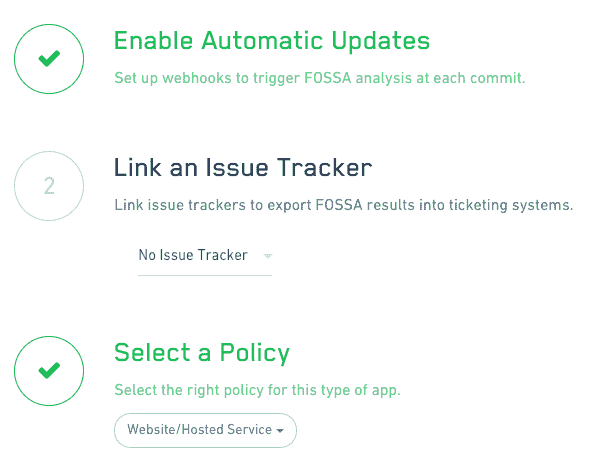 Enable Automatic Updates
Set up webhooks to trigger FOSSA analysis at each commit.
2
Link an Issue Tracker
Link issue trackers to export FOSSA results into ticketing systems.
No Issue Tracker
Select a Policy
Select the right policy for this type of app.
Website/Hosted Service